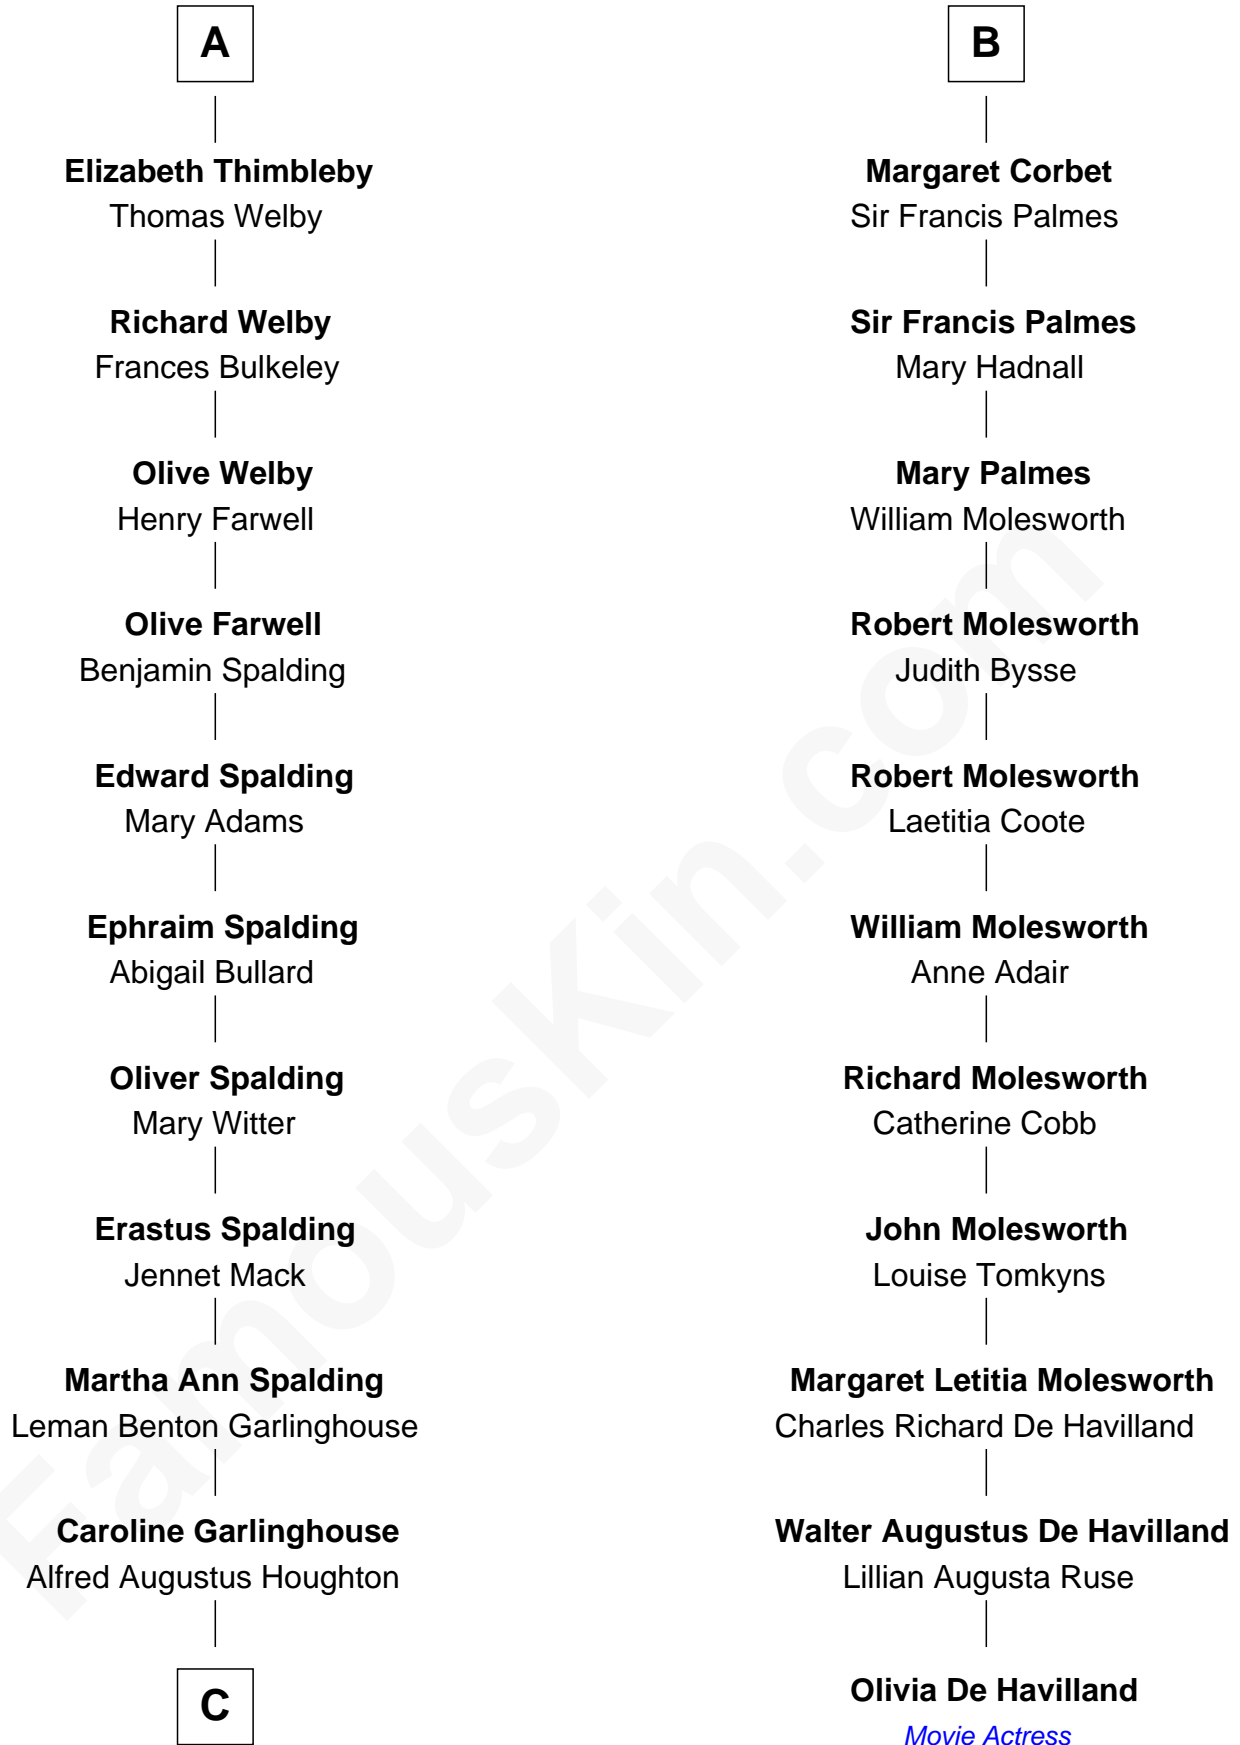 A
Elizabeth Thimbleby
Thomas Welby
Richard Welby
Frances Bulkeley
Olive Welby
Henry Farwell
Olive Farwell
Benjamin Spalding
Edward Spalding
Mary Adams
Ephraim Spalding
Abigail Bullard
Oliver Spalding
Mary Witter
Erastus Spalding
Jennet Mack
Martha Ann Spalding
Leman Benton Garlinghouse
Caroline Garlinghouse
Alfred Augustus Houghton
C
B
Margaret Corbet
Sir Francis Palmes
Sir Francis Palmes
Mary Hadnall
Mary Palmes
William Molesworth
Robert Molesworth
Judith Bysse
Robert Molesworth
Laetitia Coote
William Molesworth
Anne Adair
Richard Molesworth
Catherine Cobb
John Molesworth
Louise Tomkyns
Margaret Letitia Molesworth
Charles Richard De Havilland
Walter Augustus De Havilland
Lillian Augusta Ruse
Olivia De Havilland
Movie Actress
FamousKin.com